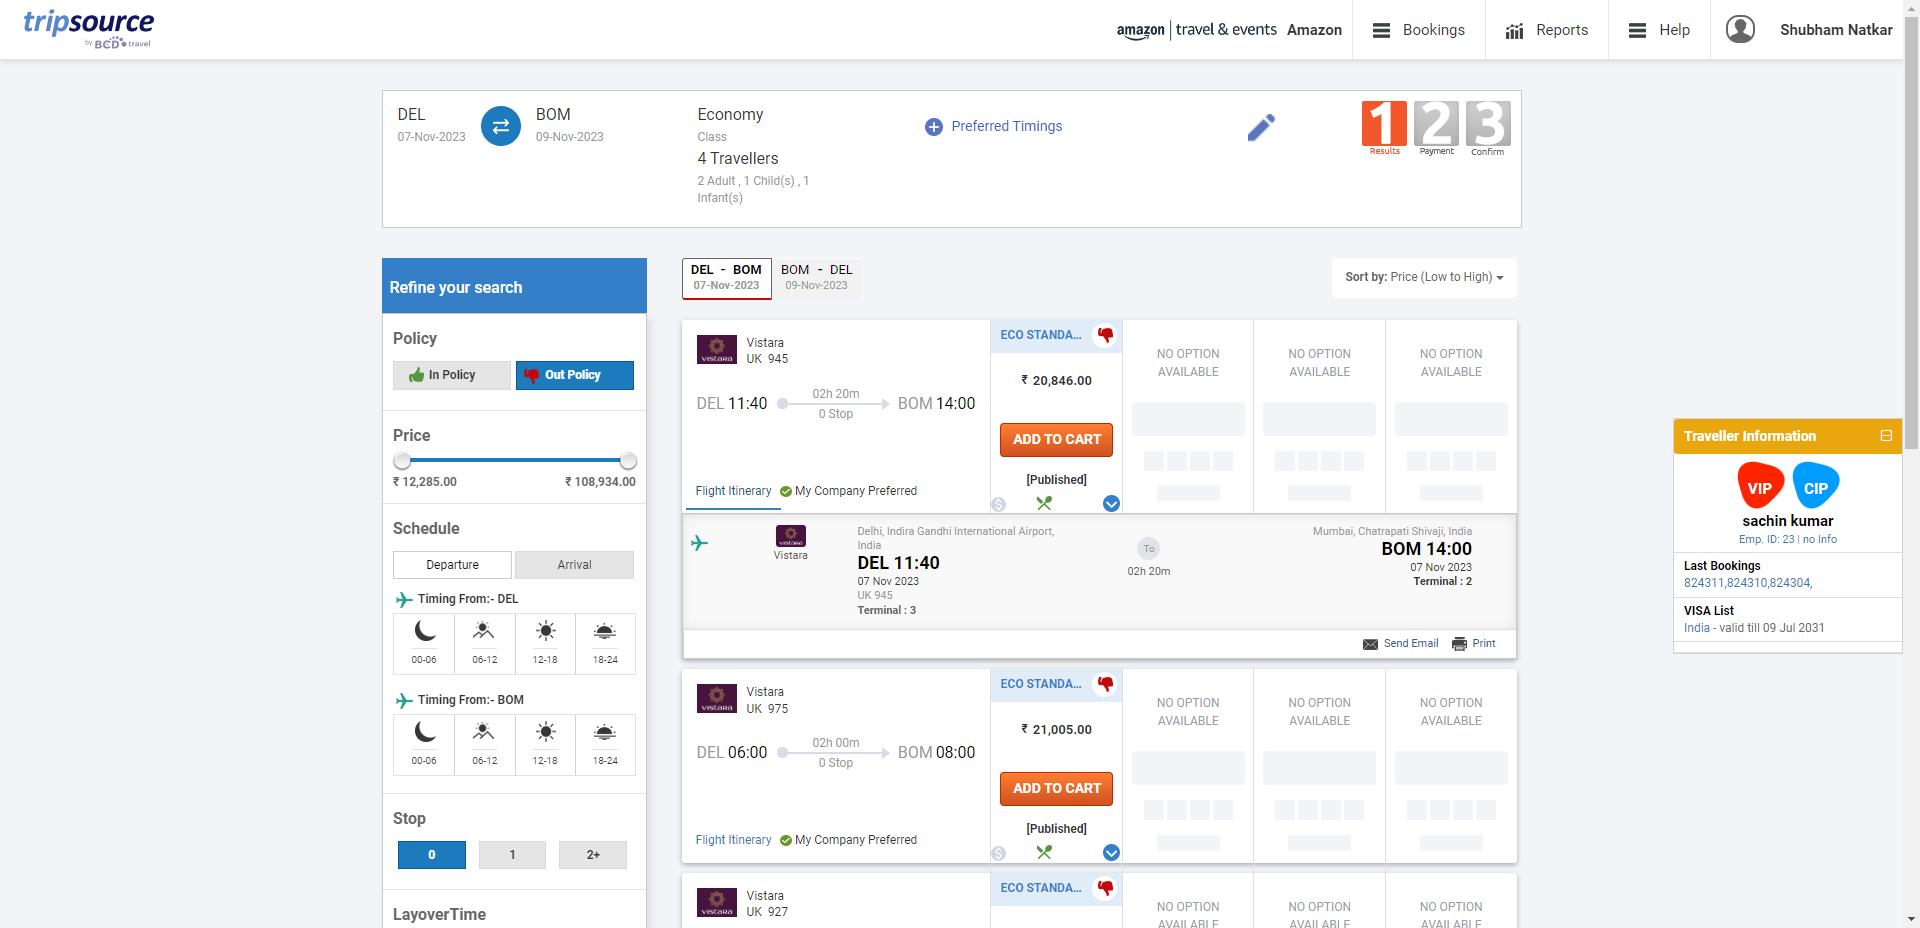 tripsource
by BCD travel
amazon | travel & events Amazon
Bookings
Reports
Help
Shubham Natkar
DEL
07-Nov-2023
BOM
09-Nov-2023
Economy
Class
4 Travellers
2 Adult , 1 Child(s) , 1
Infant(s)
Preferred Timings
1
Results
2
Payment
3
Confirm
Refine your search
Policy
In Policy
Out Policy
Price
₹ 12,285.00
₹ 108,934.00
Schedule
Departure
Arrival
Timing From:- DEL
00-06
06-12
12-18
18-24
Timing From:- BOM
00-06
06-12
12-18
18-24
Stop
0
1
2+
LayoverTime
DEL - BOM
07-Nov-2023
BOM - DEL
09-Nov-2023
Sort by: Price (Low to High)
VISTARA
Vistara
UK 945
DEL 11:40
02h 20m
0 Stop
BOM 14:00
Flight Itinerary
My Company Preferred
ECO STANDA...
₹ 20,846.00
ADD TO CART
[Published]
NO OPTION
AVAILABLE
NO OPTION
AVAILABLE
NO OPTION
AVAILABLE
VISTARA
Vistara
Delhi, Indira Gandhi International Airport,
India
DEL 11:40
07 Nov 2023
UK 945
Terminal : 3
To
02h 20m
Mumbai, Chatrapati Shivaji, India
BOM 14:00
07 Nov 2023
Terminal : 2
Send Email
Print
VISTARA
Vistara
UK 975
DEL 06:00
02h 00m
0 Stop
BOM 08:00
Flight Itinerary
My Company Preferred
ECO STANDA...
₹ 21,005.00
ADD TO CART
[Published]
NO OPTION
AVAILABLE
NO OPTION
AVAILABLE
NO OPTION
AVAILABLE
VISTARA
Vistara
UK 927
ECO STANDA...
NO OPTION
AVAILABLE
NO OPTION
AVAILABLE
NO OPTION
AVAILABLE
Traveller Information
VIP
CIP
sachin kumar
Emp. ID: 23 | no Info
Last Bookings
824311,824310,824304,
VISA List
India - valid till 09 Jul 2031